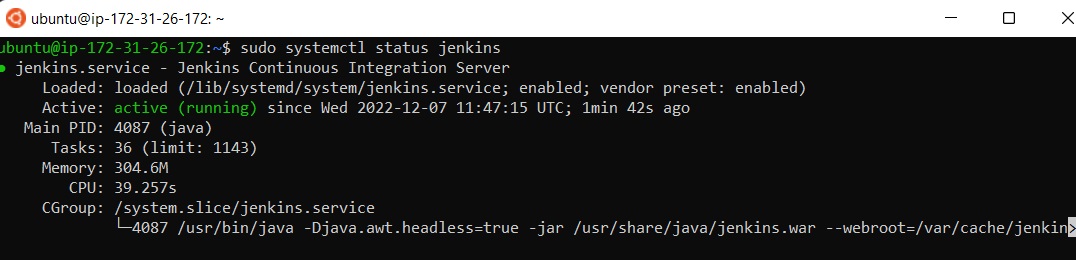 ubuntu@ip-172-31-26-172: ~
ubuntu@ip-172-31-26-172:~$ sudo systemctl status jenkins
● jenkins.service - Jenkins Continuous Integration Server
     Loaded: loaded (/lib/systemd/system/jenkins.service; enabled; vendor preset: enabled)
     Active: active (running) since Wed 2022-12-07 11:47:15 UTC; 1min 42s ago
   Main PID: 4087 (java)
      Tasks: 36 (limit: 1143)
     Memory: 304.6M
        CPU: 39.257s
     CGroup: /system.slice/jenkins.service
             └─4087 /usr/bin/java -Djava.awt.headless=true -jar /usr/share/java/jenkins.war --webroot=/var/cache/jenkin>